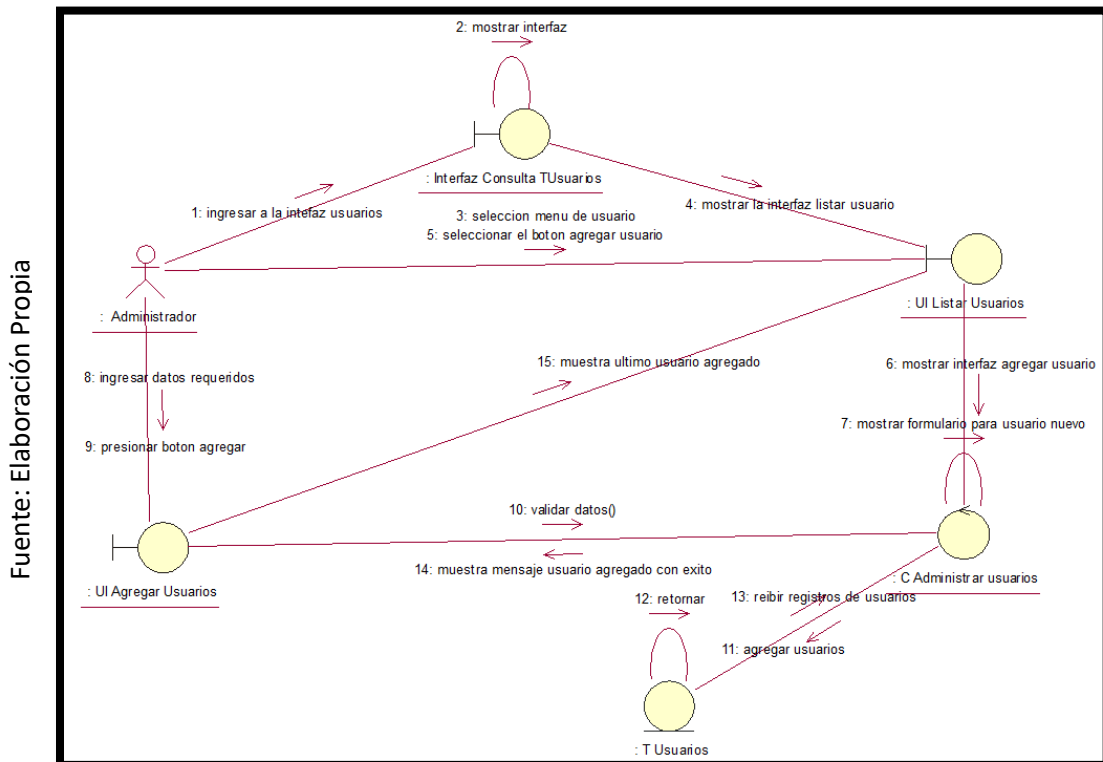 Fuente: Elaboración Propia
2: mostrar interfaz
: Interfaz Consulta TUsuarios
1: ingresar a la intefaz usuarios
3: seleccion menu de usuario
4: mostrar la interfaz listar usuario
5: seleccionar el boton agregar usuario
: Administrador
: UI Listar Usuarios
15: muestra ultimo usuario agregado
6: mostrar interfaz agregar usuario
8: ingresar datos requeridos
7: mostrar formulario para usuario nuevo
9: presionar boton agregar
10: validar datos()
14: muestra mensaje usuario agregado con exito
: UI Agregar Usuarios
: C Administrar usuarios
12: retornar
13: reibir registros de usuarios
11: agregar usuarios
: T Usuarios